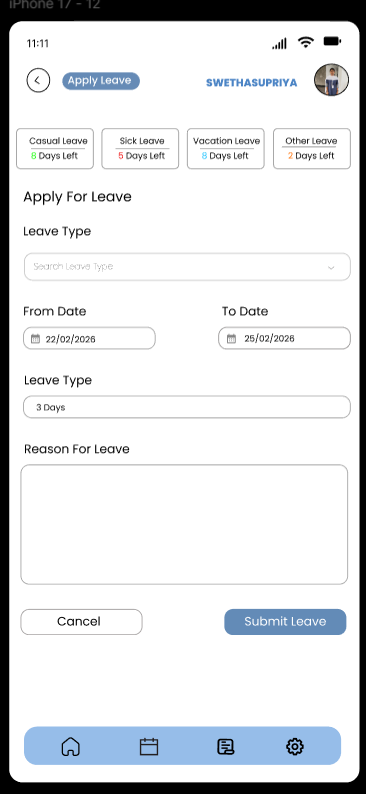 iPhone 17 - 12
11:11
Apply Leave
SWETHASUPRIYA
Casual Leave
8 Days Left
Sick Leave
5 Days Left
Vacation Leave
8 Days Left
Other Leave
2 Days Left
Apply For Leave
Leave Type
Search Leave Type
From Date
To Date
22/02/2026
25/02/2026
Leave Type
3 Days
Reason For Leave
Cancel
Submit Leave